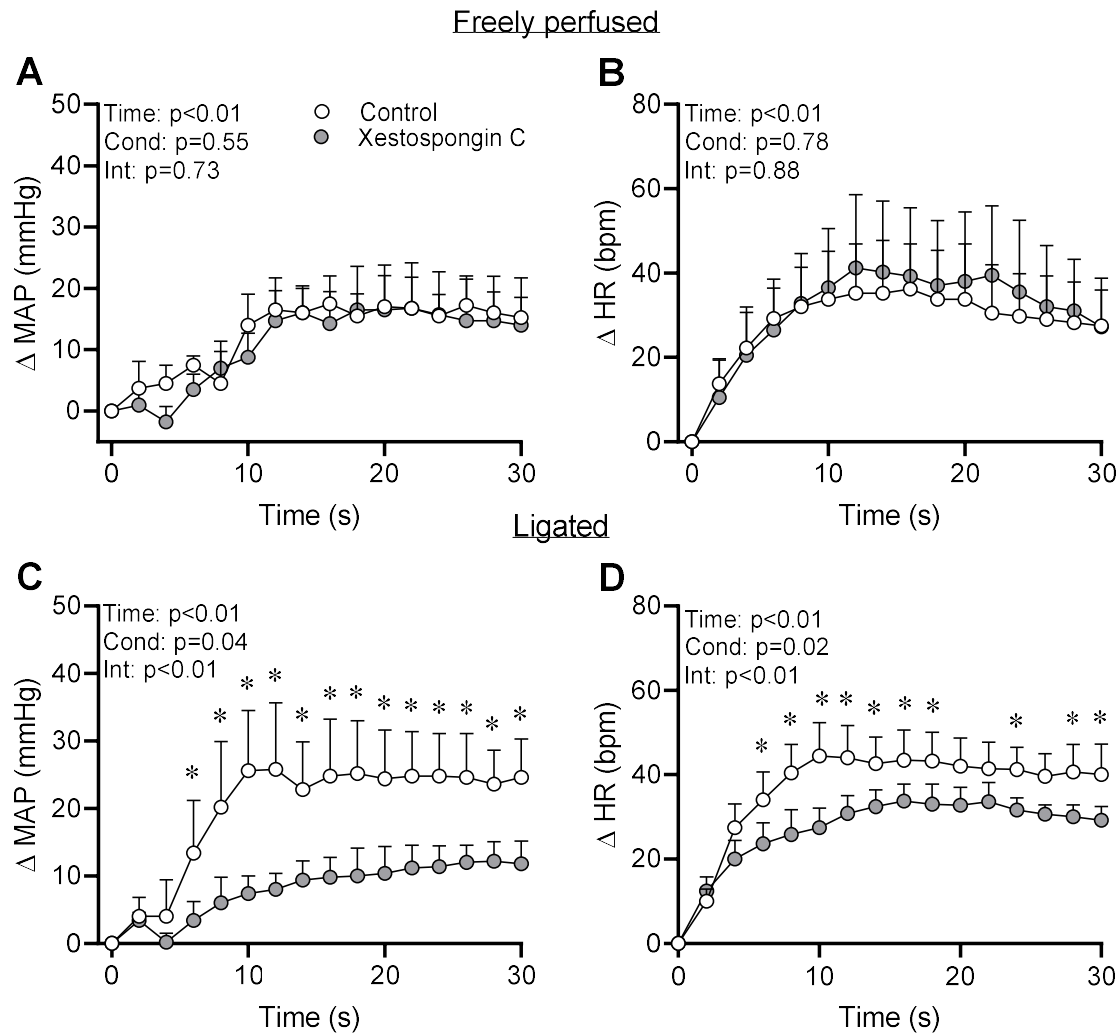 Freely perfused
A
B
50
40
30
20
10
0
Δ MAP (mmHg)
Time: p<0.01
Cond: p=0.55
Int: p=0.73
Control
Xestospongin C
0 10 20 30
Time (s)
80
60
40
20
0
Δ HR (bpm)
Time: p<0.01
Cond: p=0.78
Int: p=0.88
0 10 20 30
Time (s)
Ligated
C
D
50
40
30
20
10
0
Δ MAP (mmHg)
Time: p<0.01
Cond: p=0.04
Int: p<0.01
* * * * * * * * * * * * *
0 10 20 30
Time (s)
80
60
40
20
0
Δ HR (bpm)
Time: p<0.01
Cond: p=0.02
Int: p<0.01
* * * * * * * * * *
0 10 20 30
Time (s)